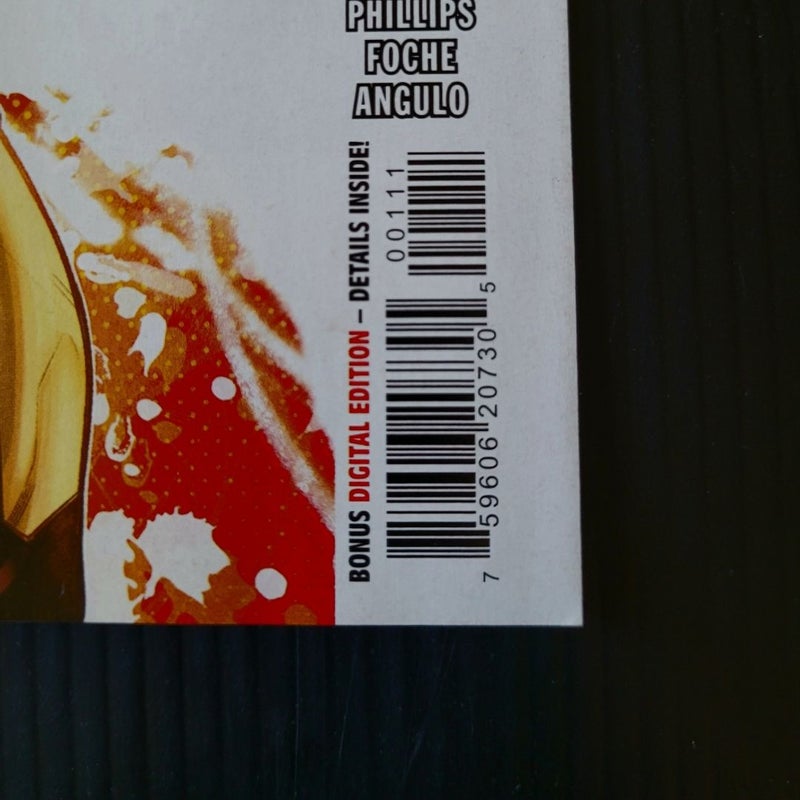 PHILLIPS
FOCHE
ANGULO
BONUS DIGITAL EDITION – DETAILS INSIDE!
00111
7 59606 20730 5